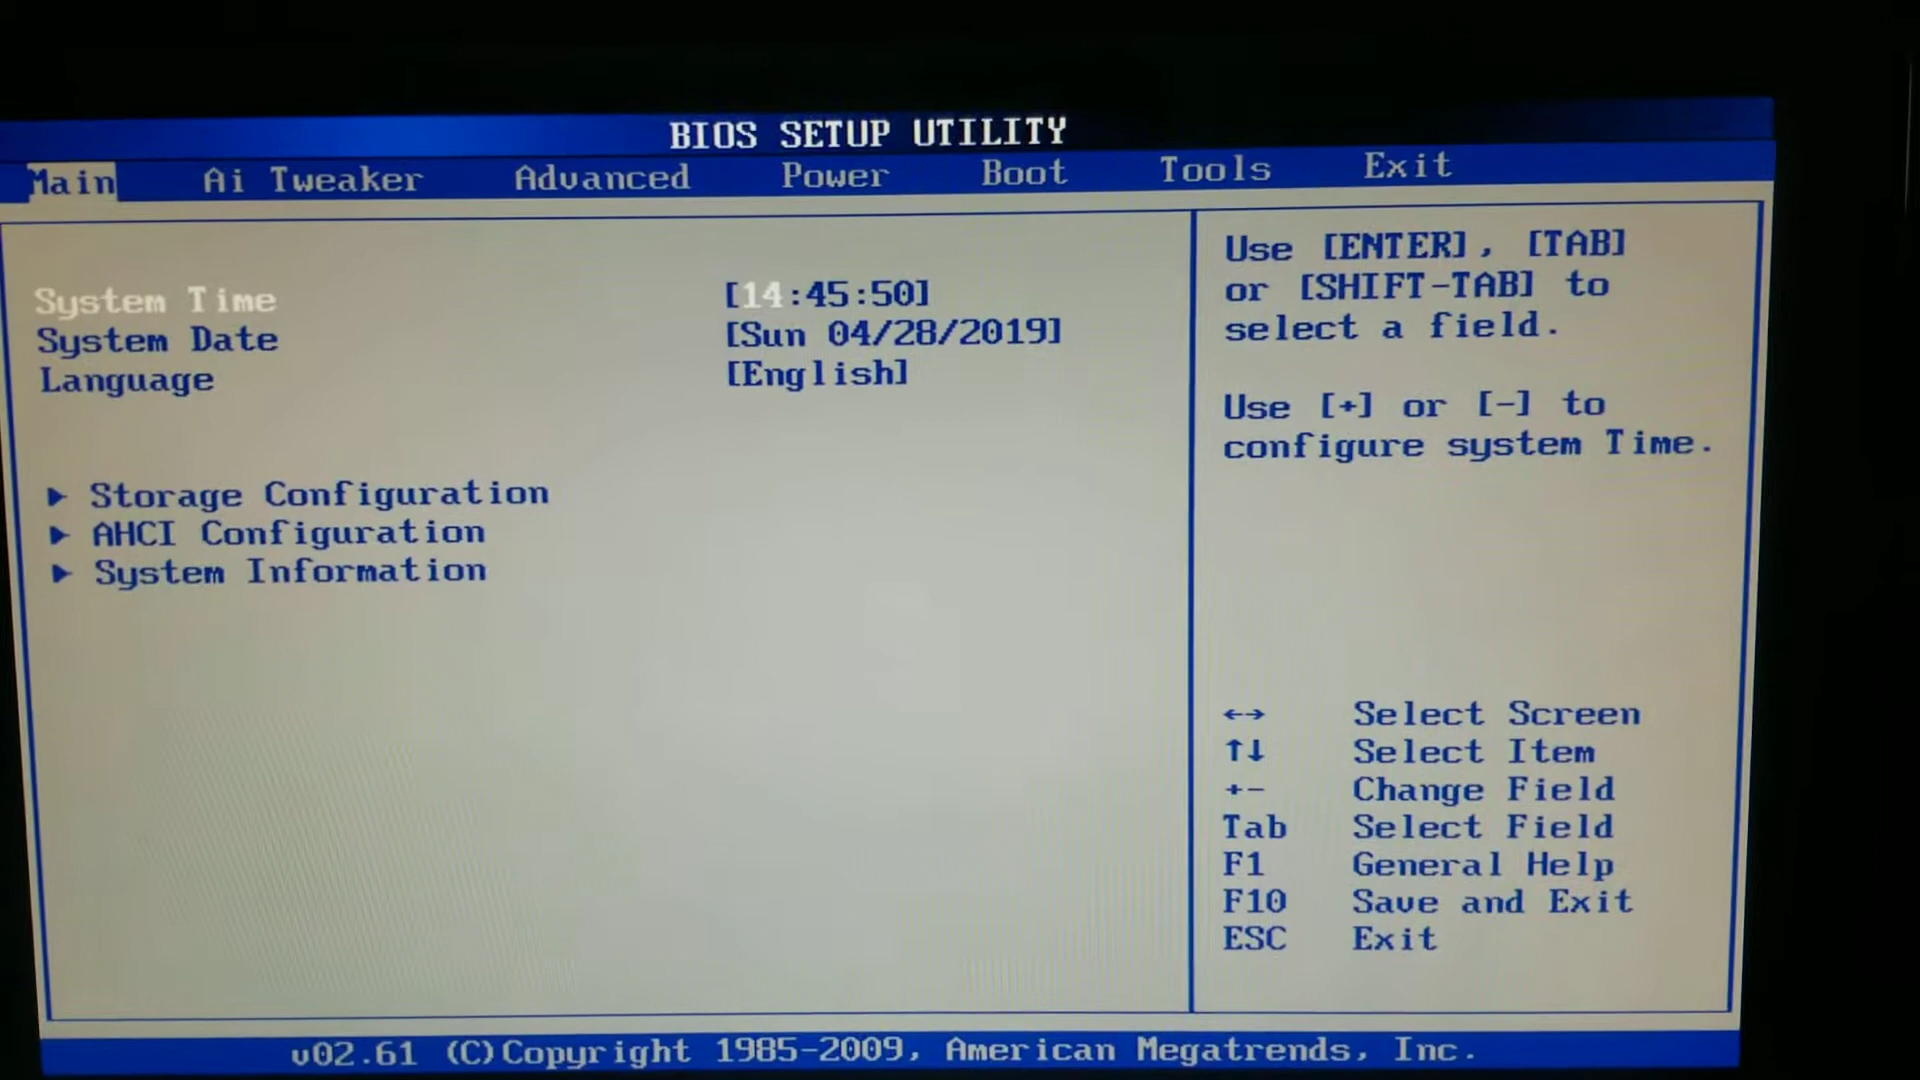 BIOS SETUP UTILITY
Main Ai Tweaker Advanced Power Boot Tools Exit
System Time [14:45:50]
System Date [Sun 04/28/2019]
Language [English]
▶ Storage Configuration
▶ AHCI Configuration
▶ System Information
Use [ENTER], [TAB]
or [SHIFT-TAB] to
select a field.
Use [+] or [-] to
configure system Time.
←→ Select Screen
↑↓ Select Item
+- Change Field
Tab Select Field
F1 General Help
F10 Save and Exit
ESC Exit
v02.61 (C)Copyright 1985-2009, American Megatrends, Inc.